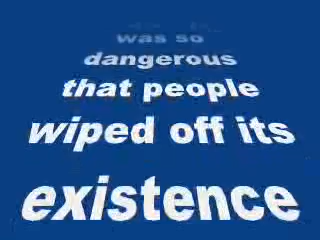 was so
dangerous
that people
wiped off its
existence